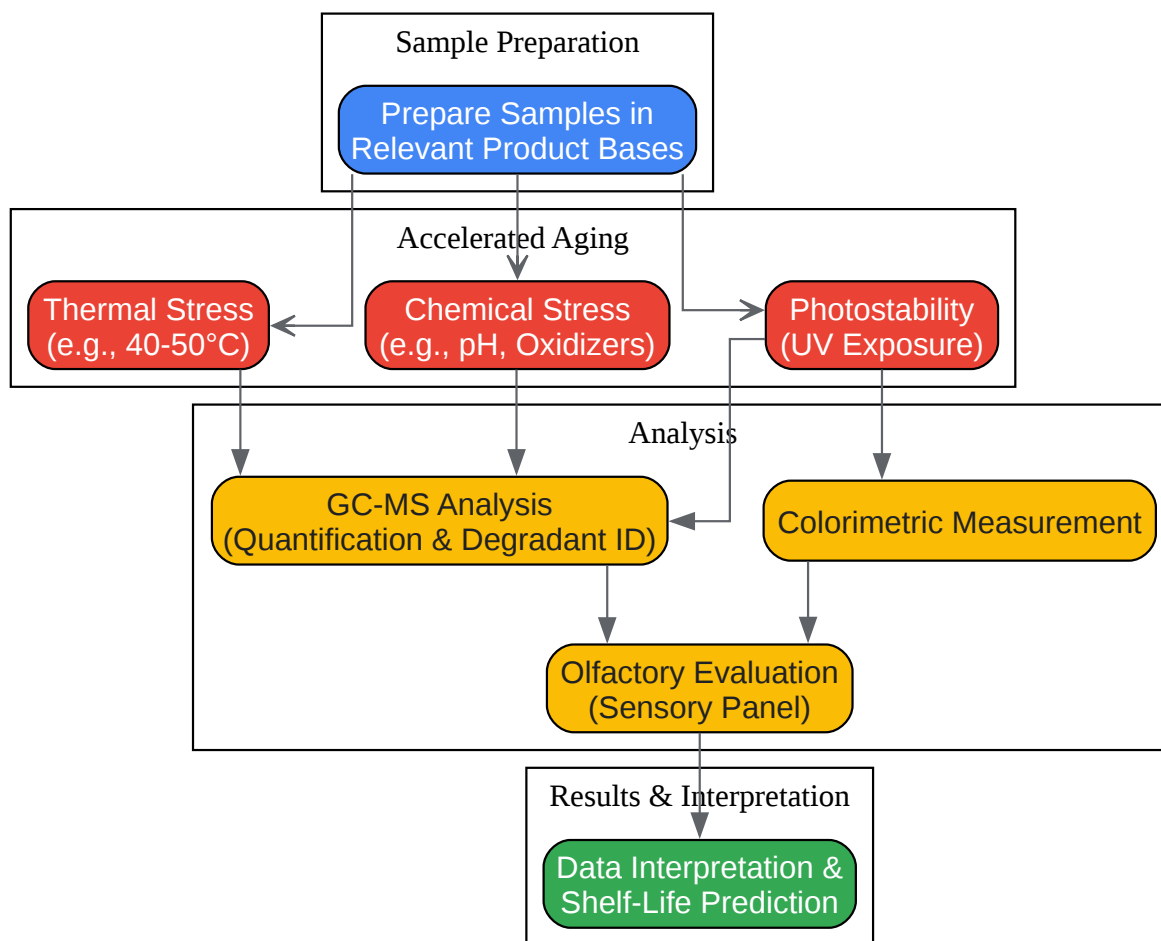 Sample Preparation
Prepare Samples in
Relevant Product Bases
Accelerated Aging
Thermal Stress
(e.g., 40-50°C)
Chemical Stress
(e.g., pH, Oxidizers)
Photostability
(UV Exposure)
Analysis
GC-MS Analysis
(Quantification & Degradant ID)
Colorimetric Measurement
Olfactory Evaluation
(Sensory Panel)
Results & Interpretation
Data Interpretation &
Shelf-Life Prediction